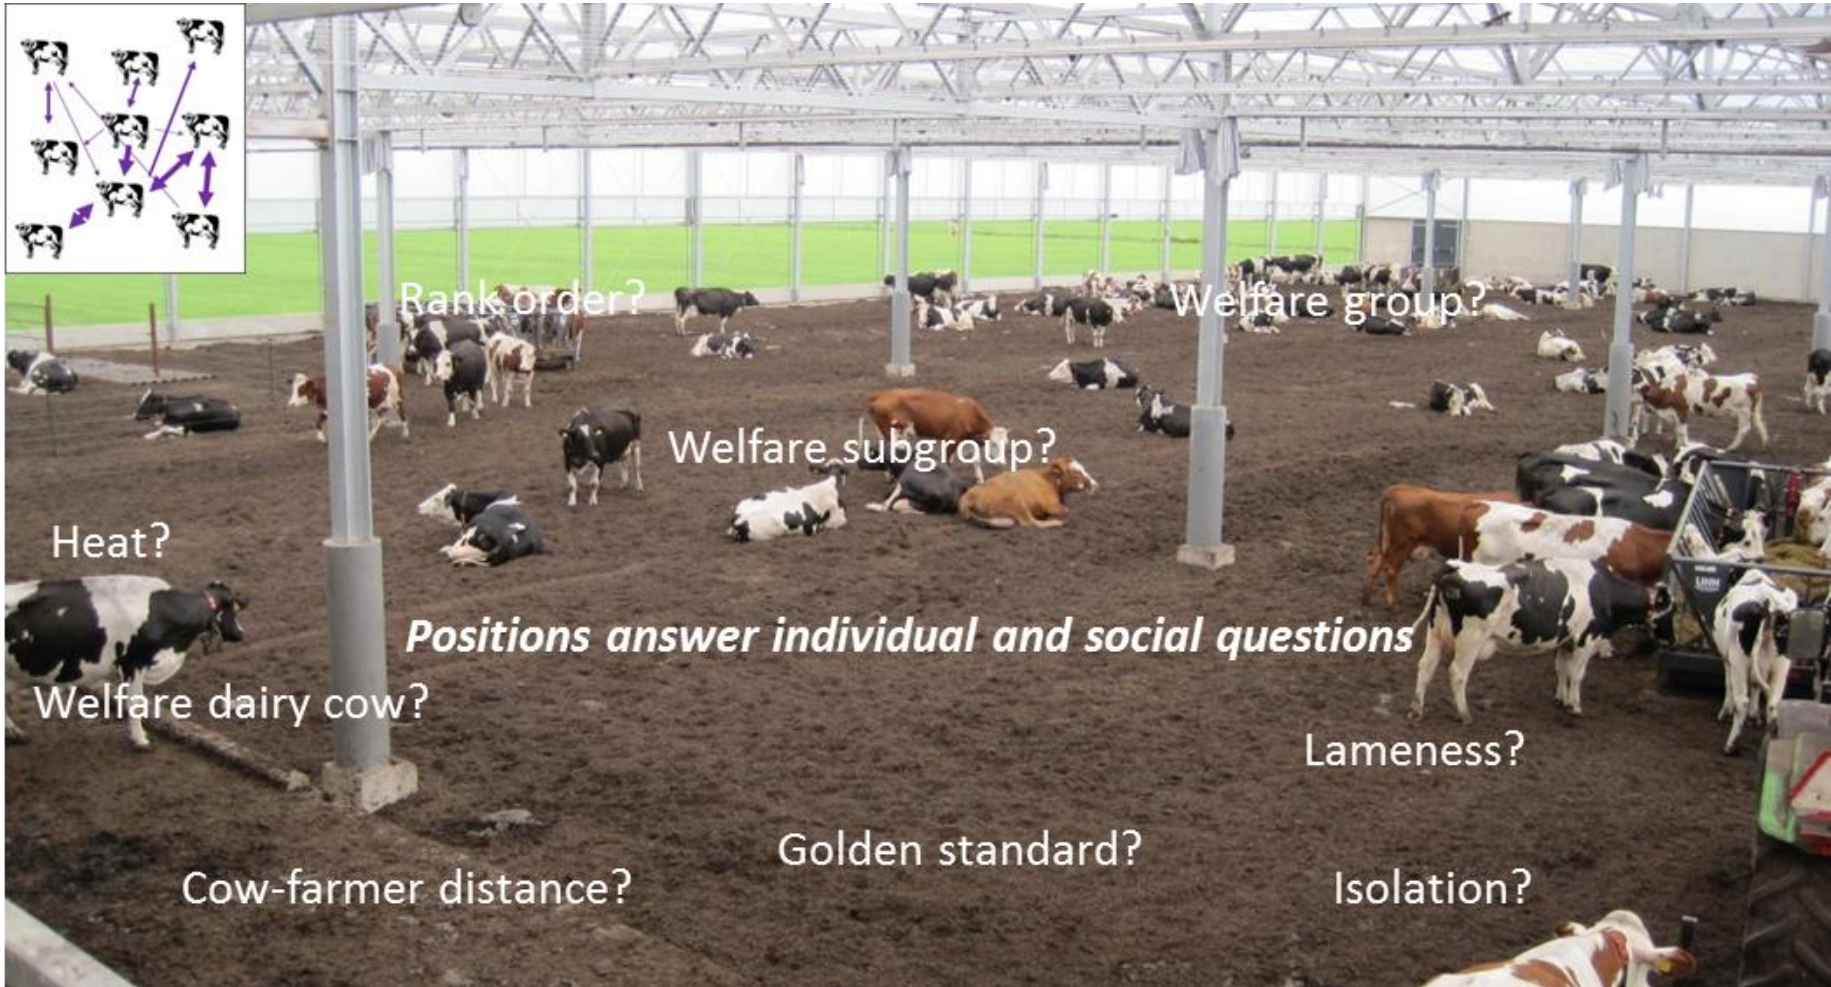 Rank order?
Welfare group?
Welfare subgroup?
Heat?
Positions answer individual and social questions
Welfare dairy cow?
Lameness?
Golden standard?
Cow-farmer distance?
Isolation?